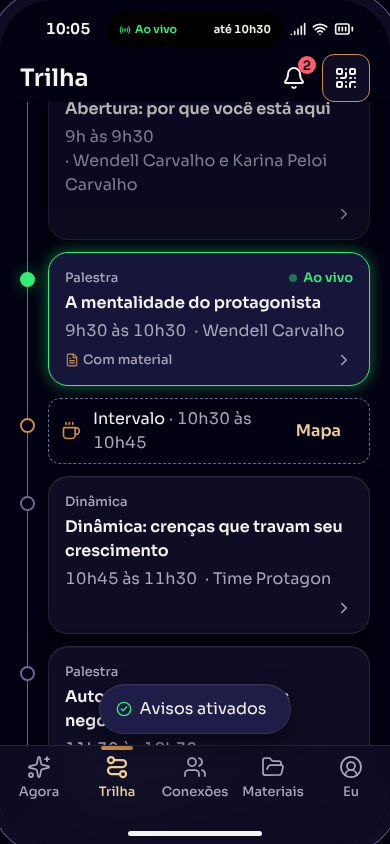 10:05
Ao vivo
até 10h30
Trilha
2
Abertura: por que você está aqui
9h às 9h30
· Wendell Carvalho e Karina Peloi
Carvalho
Palestra
Ao vivo
A mentalidade do protagonista
9h30 às 10h30 · Wendell Carvalho
Com material
Intervalo · 10h30 às
10h45
Mapa
Dinâmica
Dinâmica: crenças que travam seu
crescimento
10h45 às 11h30 · Time Protagon
Palestra
Avisos ativados
Agora
Trilha
Conexões
Materiais
Eu